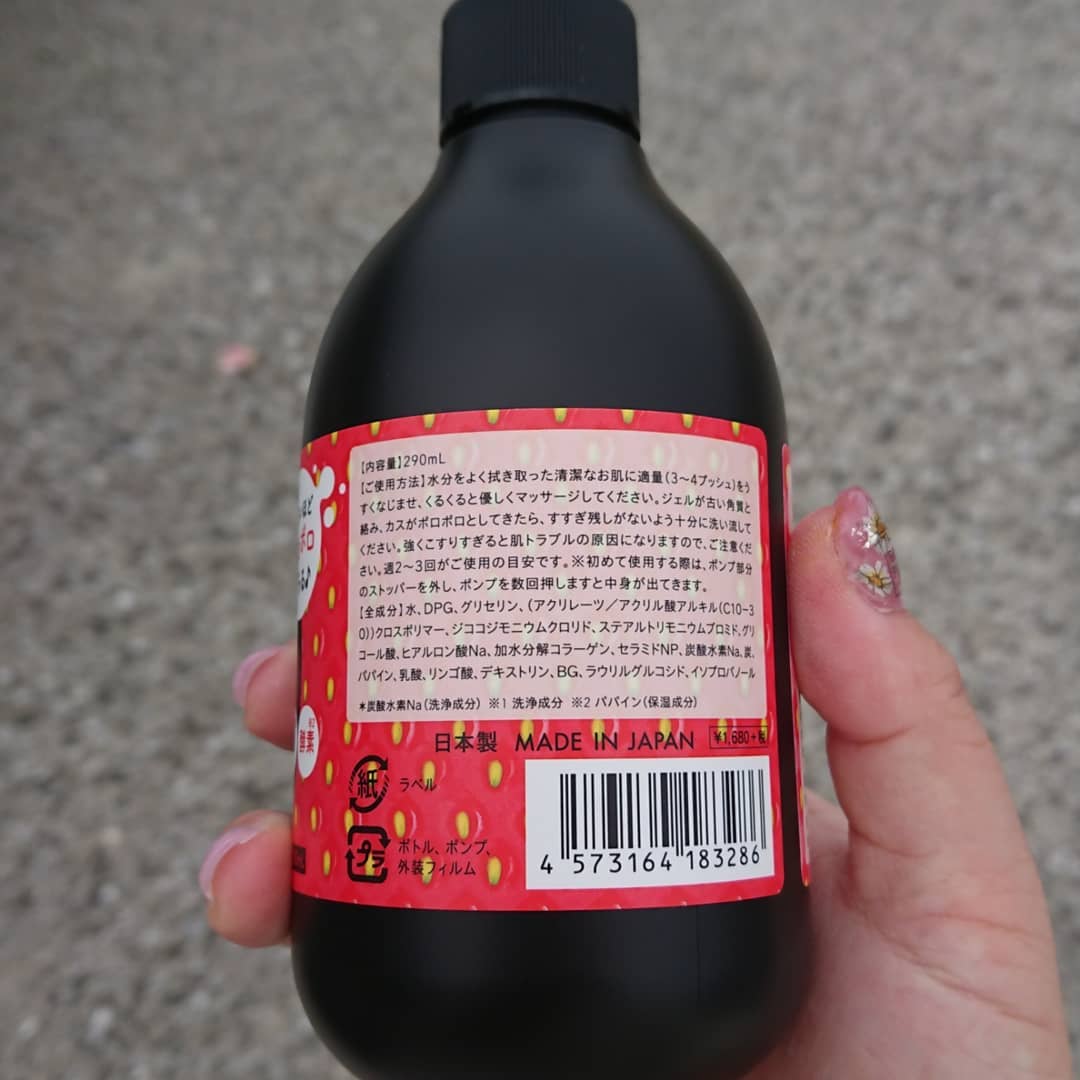 【内容量】290mL
【ご使用方法】水分をよく拭き取った清潔なお肌に適量(3〜4プッシュ)をう
すくなじませ、くるくると優しくマッサージしてください。ジェルが古い角質と
絡み、カスがポロポロとしてきたら、すすぎ残しがないよう十分に洗い流して
ください。強くこすりすぎると肌トラブルの原因になりますので、ご注意くだ
さい。週2〜3回がご使用の目安です。※初めて使用する際は、ポンプ部分
のストッパーを外し、ポンプを数回押しますと中身が出てきます。
【全成分】水、DPG、グリセリン、(アクリレーツ/アクリル酸アルキル(C10-3
0))クロスポリマー、ジココジモニウムクロリド、ステアルトリモニウムブロミド、グリ
コール酸、ヒアルロン酸Na、加水分解コラーゲン、セラミドNP、炭酸水素Na、炭、
パパイン、乳酸、リンゴ酸、デキストリン、BG、ラウリルグルコシド、イソプロパノール
*炭酸水素Na(洗浄成分) ※1 洗浄成分 ※2 パパイン(保湿成分)
日本製 MADE IN JAPAN ¥1,680+税
紙 ラベル
プラ ボトル、ポンプ、
外装フィルム
4 573164 183286
ほど
ポロ
素